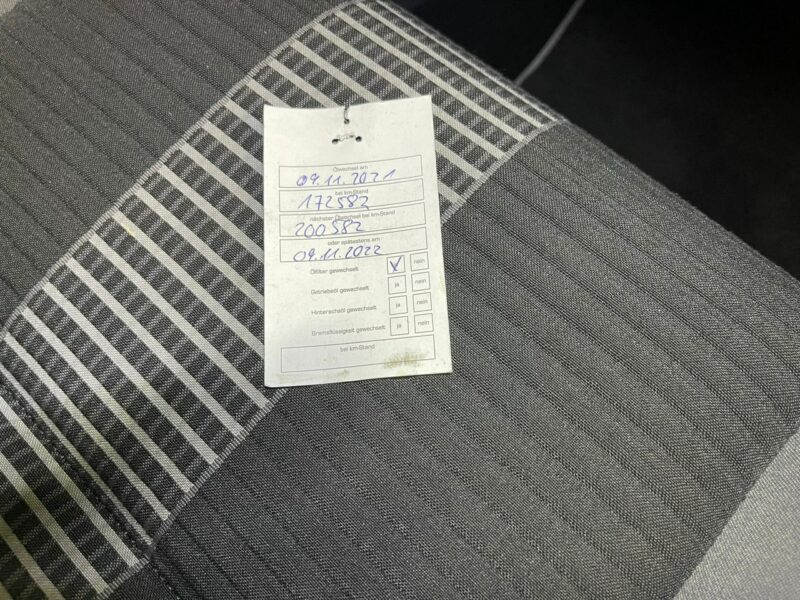 Ölwechsel am
09.11.2021
bei km-Stand
172582
nächster Ölwechsel bei km-Stand
200582
oder spätestens am
09.11.2022
Ölfilter gewechselt nein
Getriebeöl gewechselt ja nein
Hinterachsöl gewechselt ja nein
Bremsflüssigkeit gewechselt ja nein
bei km-Stand